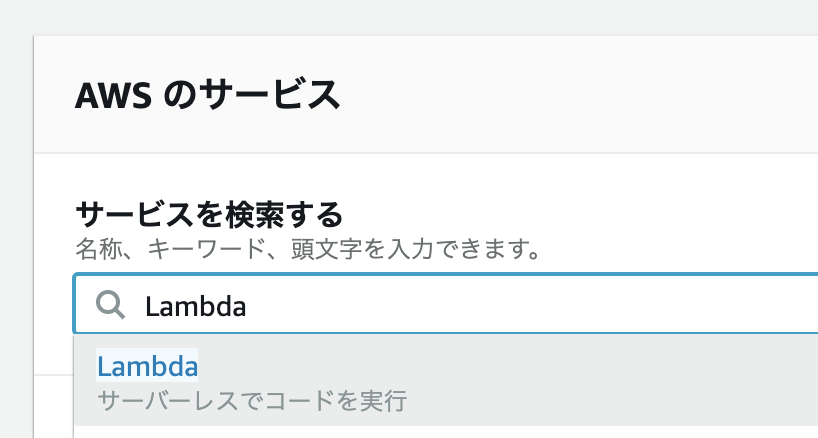 AWS のサービス
サービスを検索する
名称、キーワード、頭文字を入力できます。
Lambda
Lambda
サーバーレスでコードを実行